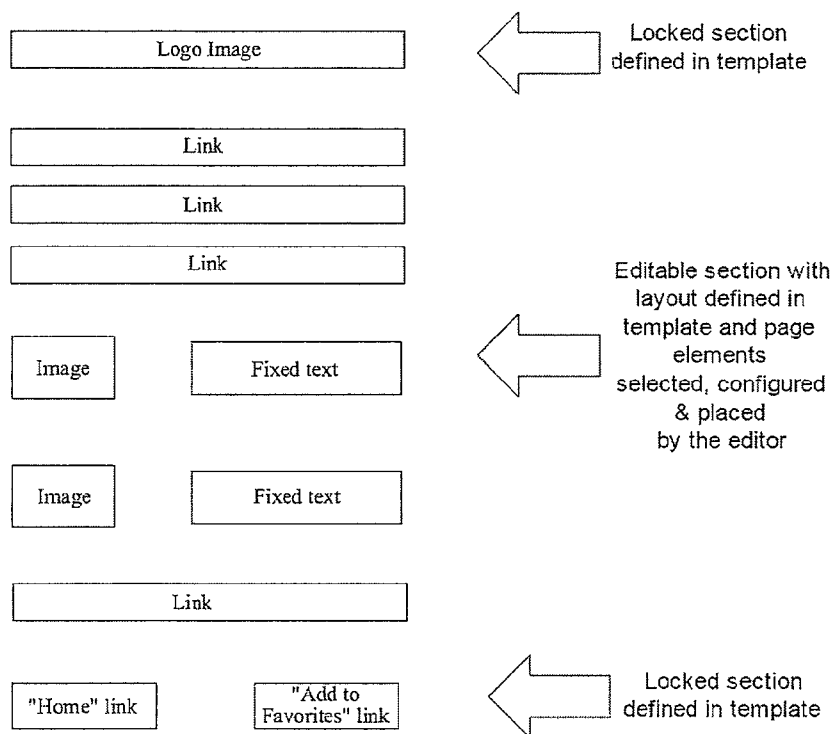 Logo Image
Locked section
defined in template
Link
Link
Link
Editable section with
layout defined in
template and page
elements
selected, configured
& placed
by the editor
Image
Fixed text
Image
Fixed text
Link
"Home" link
"Add to
Favorites" link
Locked section
defined in template